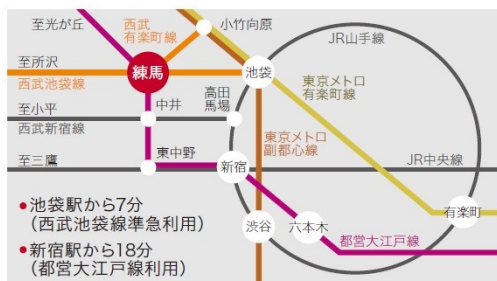 至光が丘
西武
有楽町線
小竹向原
JR山手線
至所沢
練馬
池袋
西武池袋線
高田
馬場
東京メトロ
有楽町線
至小平
中井
西武新宿線
東京メトロ
副都心線
至三鷹
東中野
新宿
JR中央線
●池袋駅から7分
（西武池袋線準急利用）
渋谷
六本木
有楽町
●新宿駅から18分
（都営大江戸線利用）
都営大江戸線